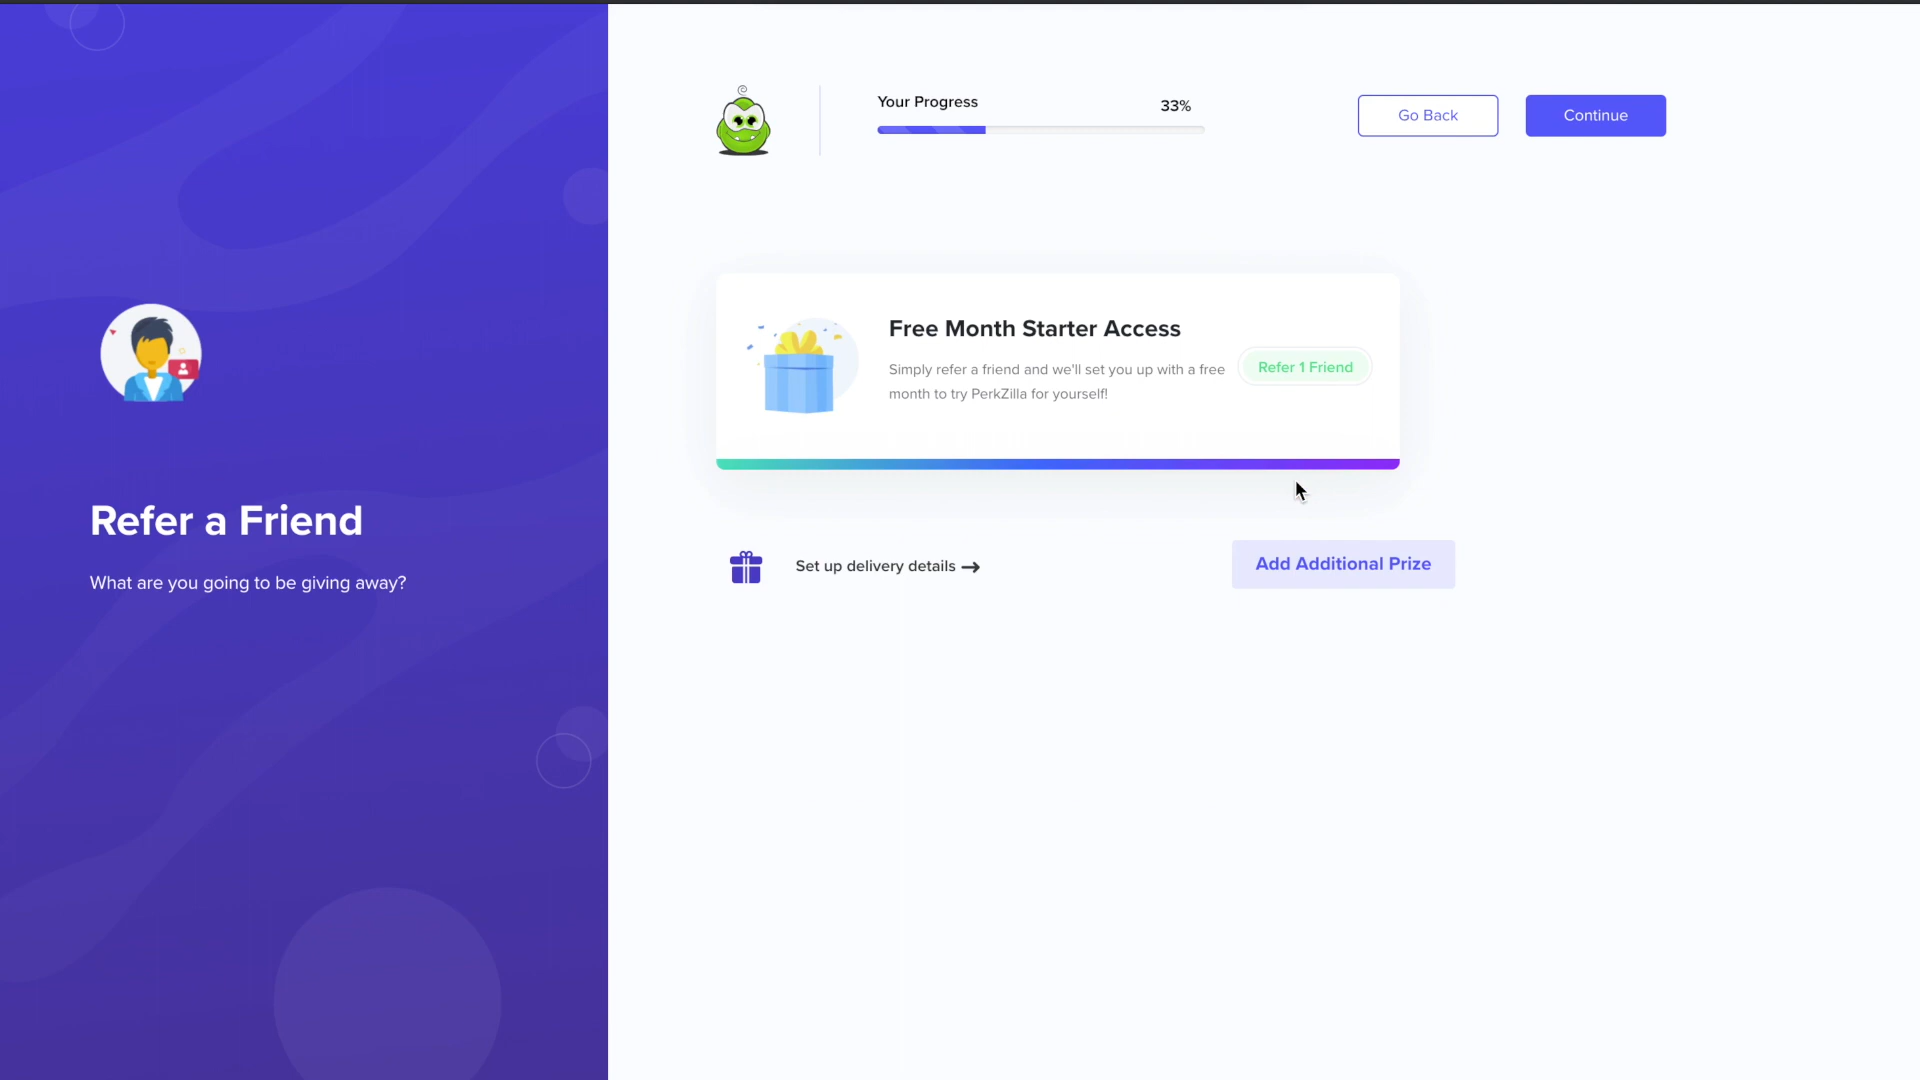 Refer a Friend
What are you going to be giving away?
Your Progress
33%
Go Back
Continue
Free Month Starter Access
Simply refer a friend and we'll set you up with a free
month to try PerkZilla for yourself!
Refer 1 Friend
Set up delivery details →
Add Additional Prize